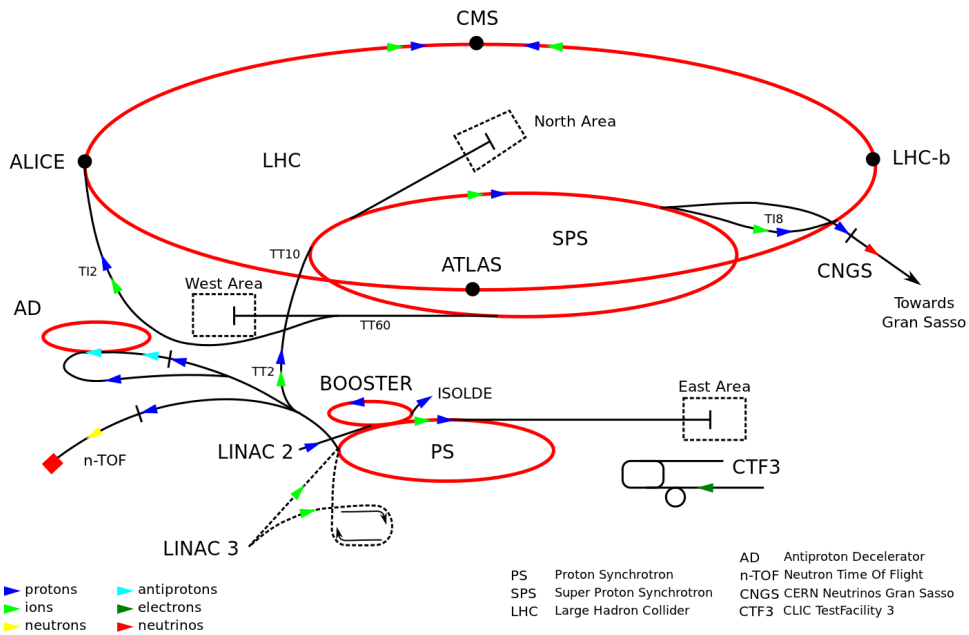 CMS
North Area
ALICE
LHC
LHC-b
TI8
SPS
TT10
ATLAS
CNGS
TI2
West Area
Towards
Gran Sasso
AD
TT60
TT2
BOOSTER
ISOLDE
East Area
LINAC 2
PS
n-TOF
CTF3
LINAC 3
protons
ions
neutrons
antiprotons
electrons
neutrinos
PS Proton Synchrotron
SPS Super Proton Synchrotron
LHC Large Hadron Collider
AD Antiproton Decelerator
n-TOF Neutron Time Of Flight
CNGS CERN Neutrinos Gran Sasso
CTF3 CLIC TestFacility 3